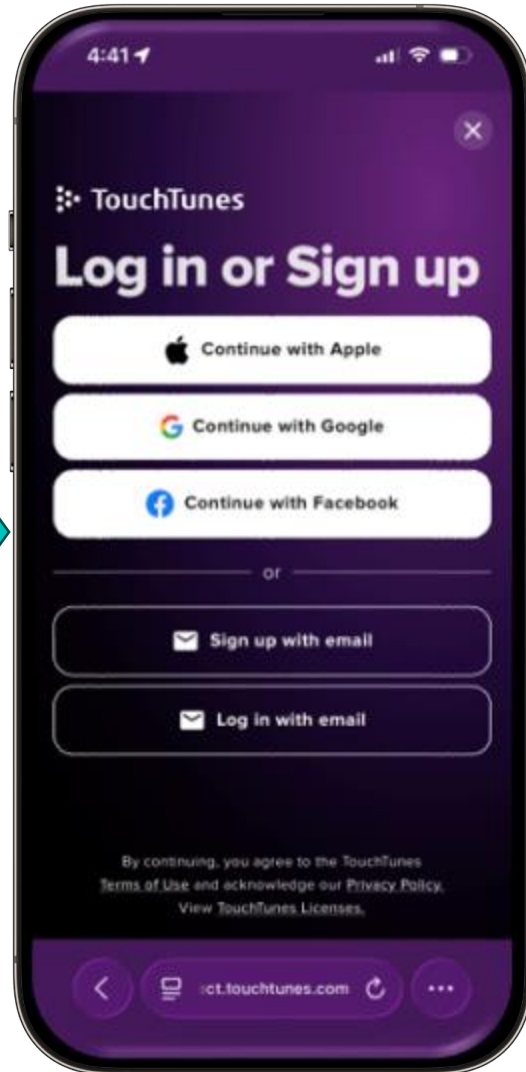 4:41
TouchTunes
Log in or Sign up
Continue with Apple
Continue with Google
Continue with Facebook
or
Sign up with email
Log in with email
By continuing, you agree to the TouchTunes
Terms of Use and acknowledge our Privacy Policy.
View TouchTunes Licenses.
ct.touchtunes.com